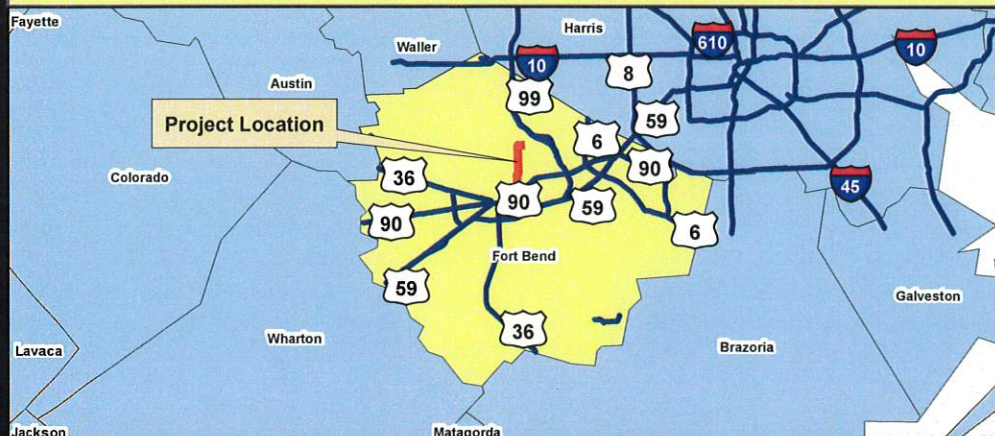 Fayette
Harris
Waller
610
10
10
8
Austin
99
59
Project Location
6
90
Colorado
36
45
90
59
90
6
Fort Bend
59
Galveston
36
Wharton
Brazoria
Lavaca
Jackson
Matagorda